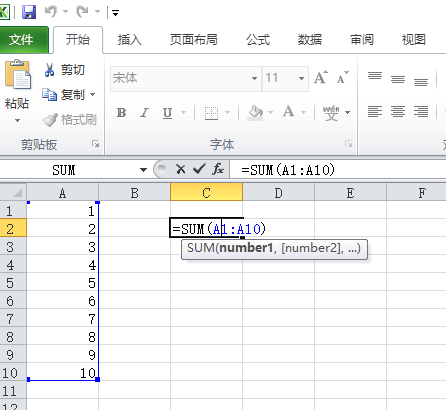 文件 开始 插入 页面布局 公式 数据 审阅 视图
剪切
宋体 11 A A
复制
粘贴
B I U A wén 文
格式刷
剪贴板 字体
SUM fx =SUM(A1:A10)
A B C D E F
1 1
2 2 =SUM(A1:A10)
3 3 SUM(number1, [number2], ...)
4 4
5 5
6 6
7 7
8 8
9 9
10 10
11
12